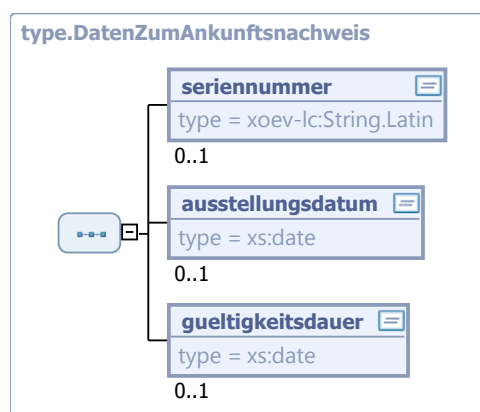 type.DatenZumAnkunftsnachweis
seriennummer
type = xoev-lc:String.Latin
0..1
ausstellungsdatum
type = xs:date
0..1
gueltigkeitsdauer
type = xs:date
0..1